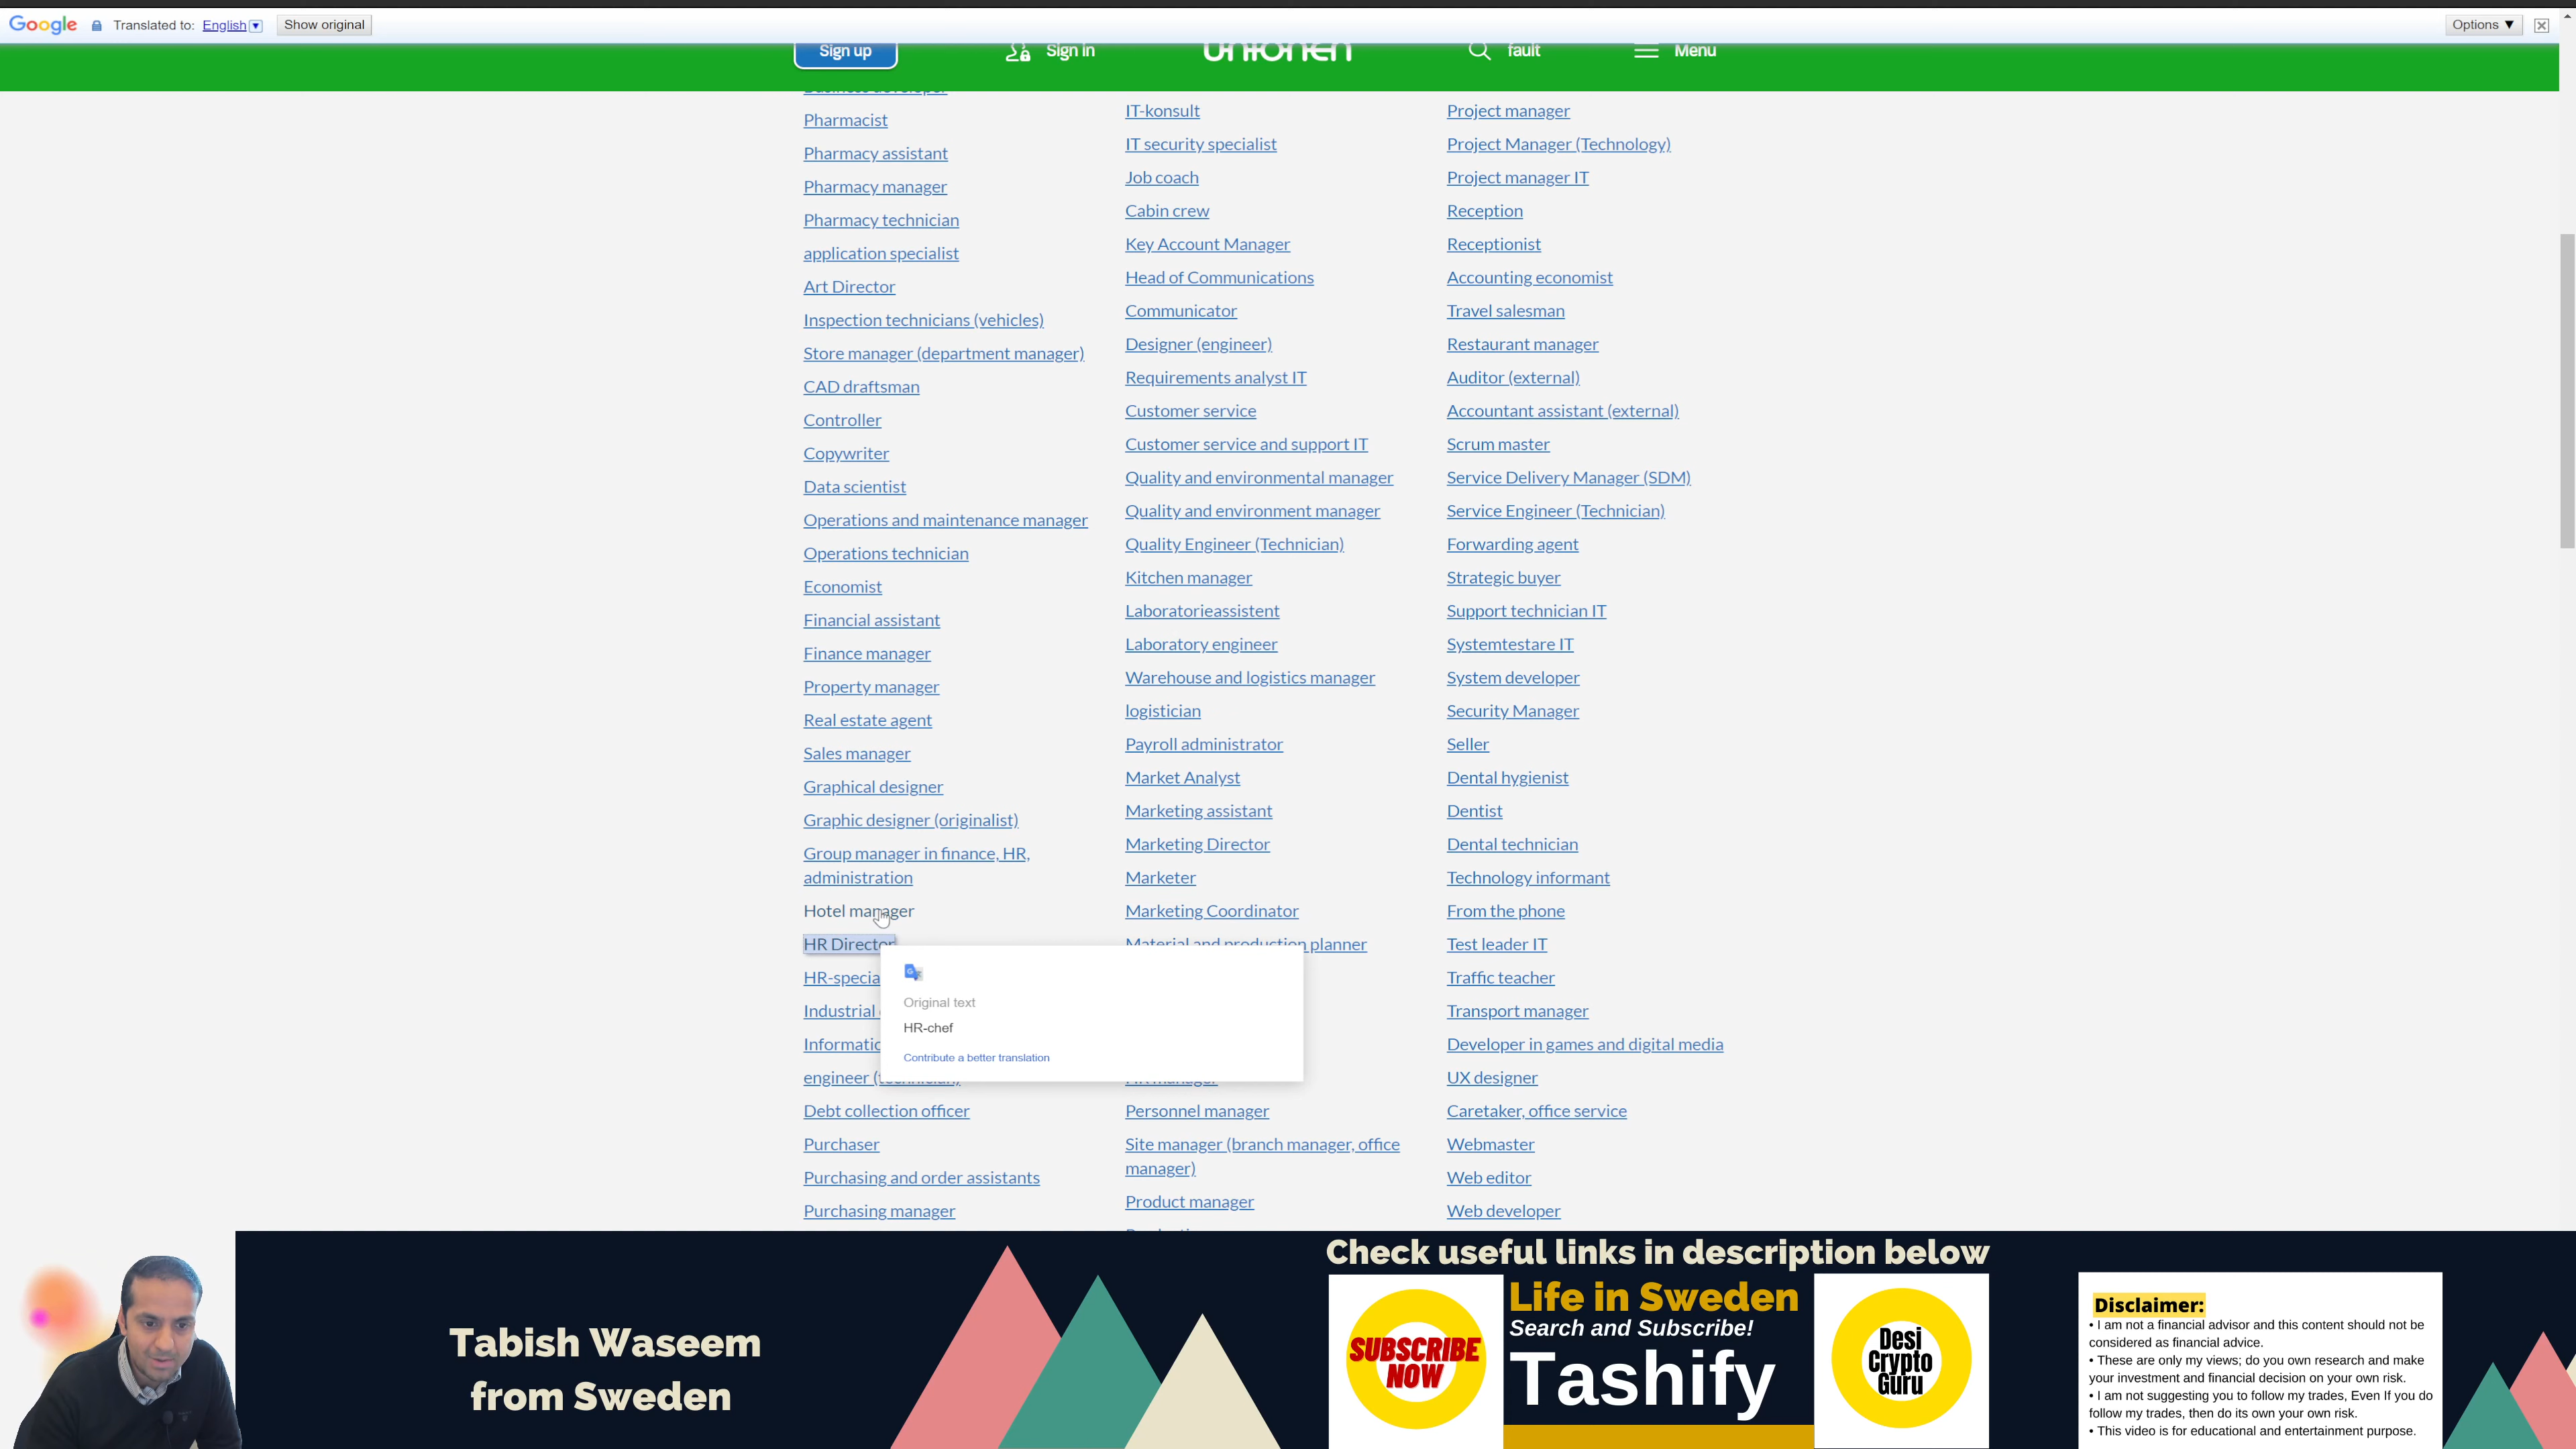 Google Translated to: English Show original Options ▼
Sign up Sign in unionen fault Menu
Business developer
Pharmacist
Pharmacy assistant
Pharmacy manager
Pharmacy technician
application specialist
Art Director
Inspection technicians (vehicles)
Store manager (department manager)
CAD draftsman
Controller
Copywriter
Data scientist
Operations and maintenance manager
Operations technician
Economist
Financial assistant
Finance manager
Property manager
Real estate agent
Sales manager
Graphical designer
Graphic designer (originalist)
Group manager in finance, HR,
administration
Hotel manager
HR Director
HR-specia
Industrial
Informatic
engineer (technician)
Debt collection officer
Purchaser
Purchasing and order assistants
Purchasing manager
IT-konsult
IT security specialist
Job coach
Cabin crew
Key Account Manager
Head of Communications
Communicator
Designer (engineer)
Requirements analyst IT
Customer service
Customer service and support IT
Quality and environmental manager
Quality and environment manager
Quality Engineer (Technician)
Kitchen manager
Laboratorieassistent
Laboratory engineer
Warehouse and logistics manager
logistician
Payroll administrator
Market Analyst
Marketing assistant
Marketing Director
Marketer
Marketing Coordinator
Material and production planner
Original text
HR-chef
Contribute a better translation
HR manager
Personnel manager
Site manager (branch manager, office
manager)
Product manager
Project manager
Project Manager (Technology)
Project manager IT
Reception
Receptionist
Accounting economist
Travel salesman
Restaurant manager
Auditor (external)
Accountant assistant (external)
Scrum master
Service Delivery Manager (SDM)
Service Engineer (Technician)
Forwarding agent
Strategic buyer
Support technician IT
Systemtestare IT
System developer
Security Manager
Seller
Dental hygienist
Dentist
Dental technician
Technology informant
From the phone
Test leader IT
Traffic teacher
Transport manager
Developer in games and digital media
UX designer
Caretaker, office service
Webmaster
Web editor
Web developer
Tabish Waseem
from Sweden
Check useful links in description below
SUBSCRIBE
NOW
Life in Sweden
Search and Subscribe!
Tashify
Desi
Crypto
Guru
Disclaimer:
• I am not a financial advisor and this content should not be
considered as financial advice.
• These are only my views; do you own research and make
your investment and financial decision on your own risk.
• I am not suggesting you to follow my trades, Even If you do
follow my trades, then do its own your own risk.
• This video is for educational and entertainment purpose.